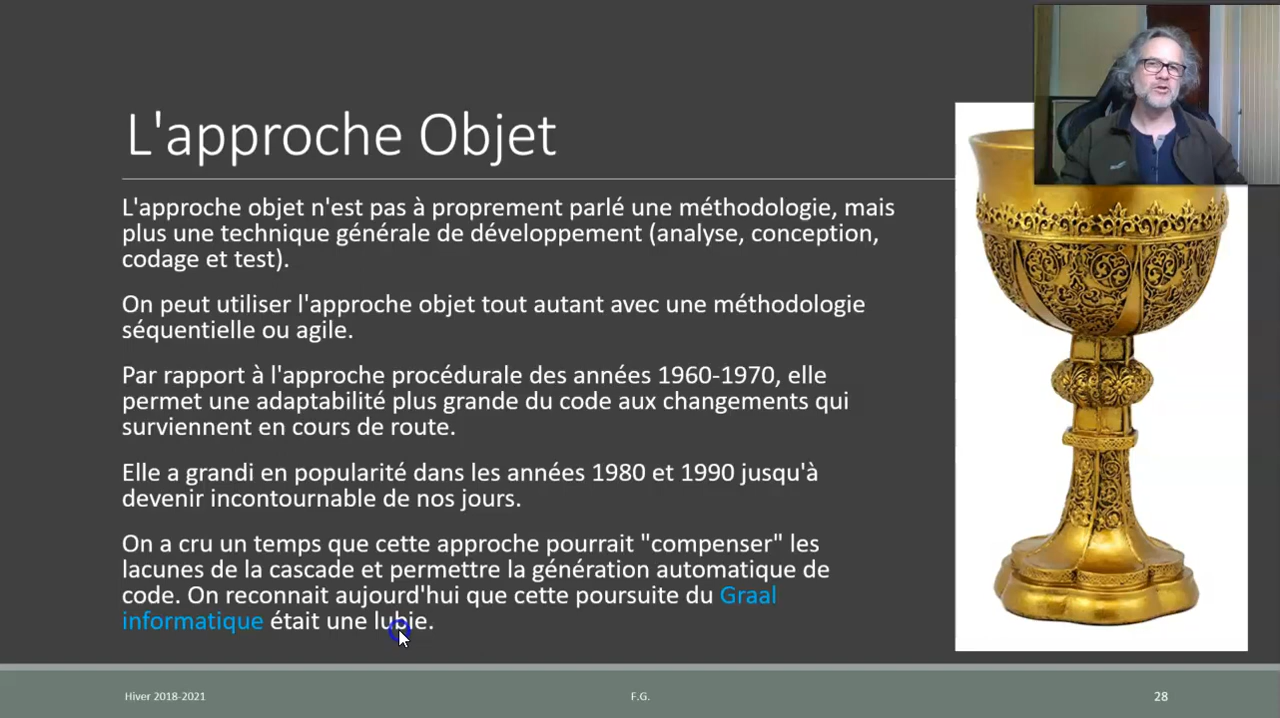 L'approche Objet
L'approche objet n'est pas à proprement parlé une méthodologie, mais
plus une technique générale de développement (analyse, conception,
codage et test).
On peut utiliser l'approche objet tout autant avec une méthodologie
séquentielle ou agile.
Par rapport à l'approche procédurale des années 1960-1970, elle
permet une adaptabilité plus grande du code aux changements qui
surviennent en cours de route.
Elle a grandi en popularité dans les années 1980 et 1990 jusqu'à
devenir incontournable de nos jours.
On a cru un temps que cette approche pourrait "compenser" les
lacunes de la cascade et permettre la génération automatique de
code. On reconnait aujourd'hui que cette poursuite du Graal
informatique était une lubie.
Hiver 2018-2021
F.G.
28